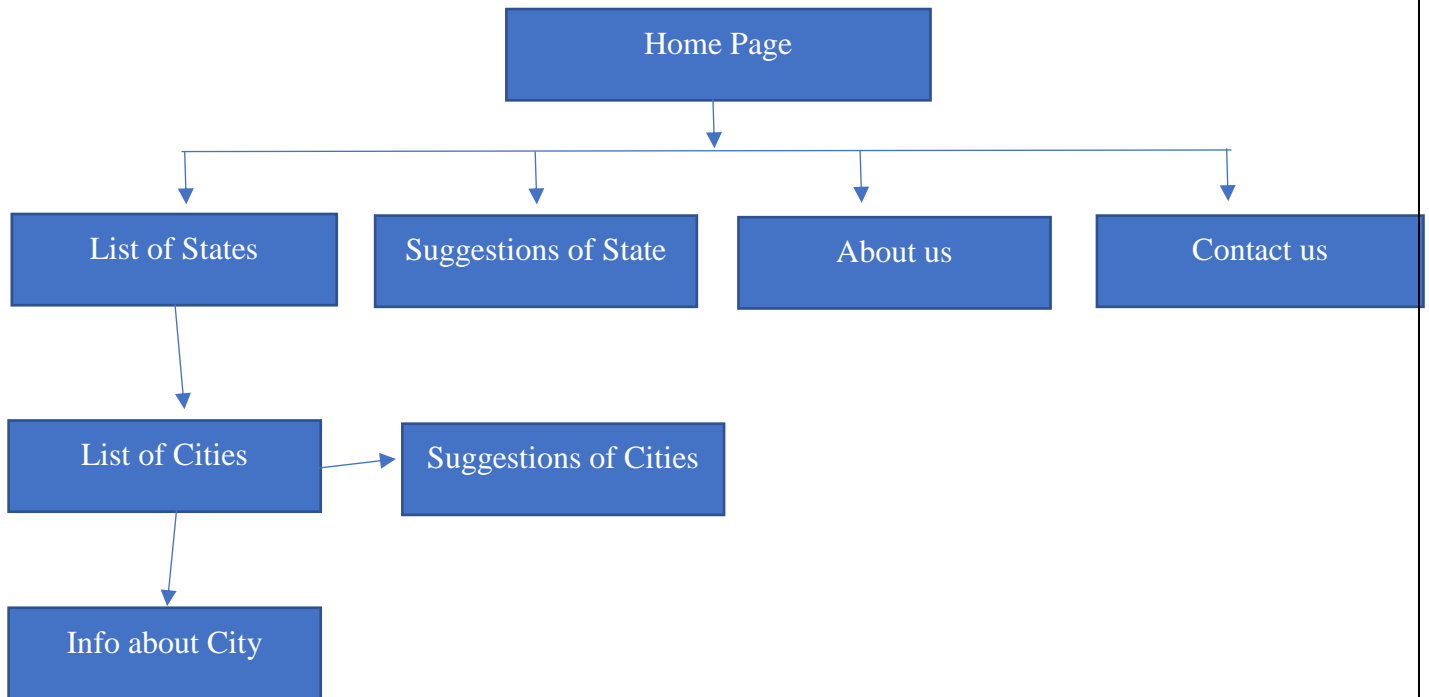 Home Page
List of States
Suggestions of State
About us
Contact us
List of Cities
Suggestions of Cities
Info about City